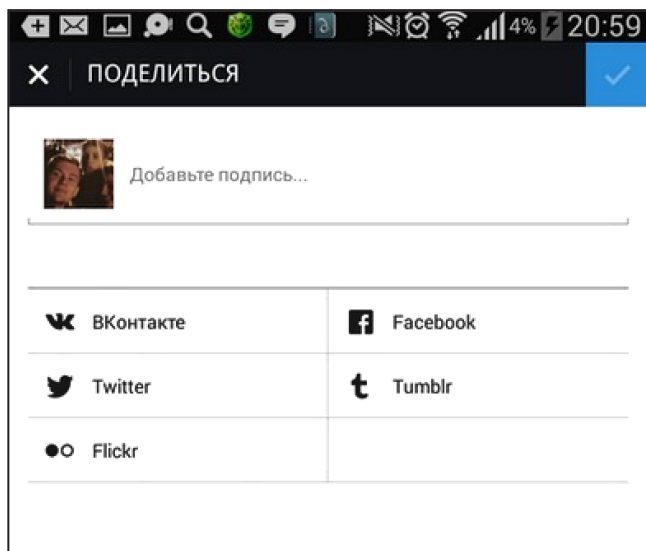 4% 20:59
ПОДЕЛИТЬСЯ
Добавьте подпись...
ВКонтакте Facebook
Twitter Tumblr
Flickr